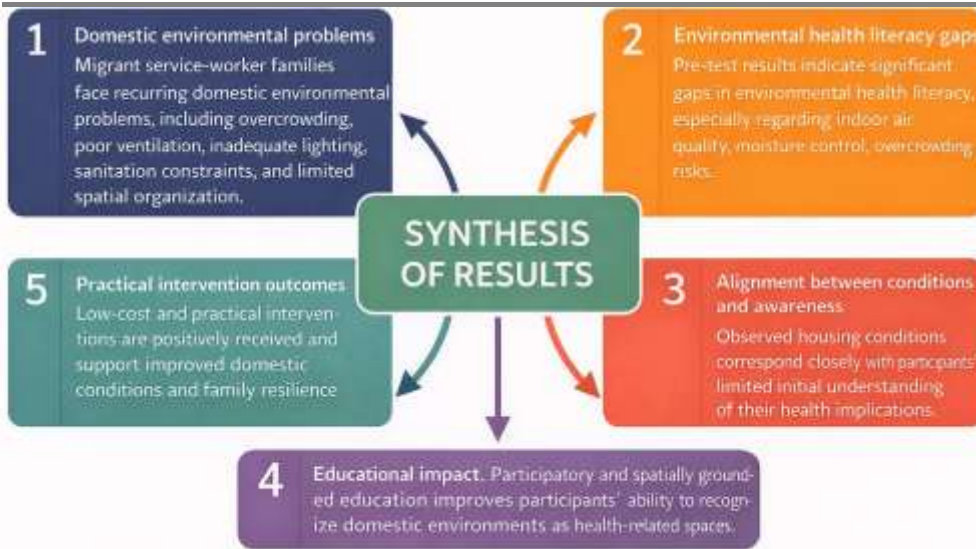 1
Domestic environmental problems
Migrant service-worker families
face recurring domestic environmental
problems, including overcrowding,
poor ventilation, inadequate lighting,
sanitation constraints, and limited
spatial organization.
2
Environmental health literacy gaps
Pre-test results indicate significant
gaps in environmental health literacy,
especially regarding indoor air
quality, moisture control, overcrowding
risks.
SYNTHESIS
OF RESULTS
3
Alignment between conditions
and awareness
Observed housing conditions
correspond closely with participants
limited initial understanding
of their health implications.
4
Educational impact. Participatory and spatially ground-
ed education improves participants' ability to recogn-
ize domestic environments as health-related spaces.
5
Practical intervention outcomes
Low-cost and practical interven-
tions are positively received and
support improved domestic
conditions and family resilience